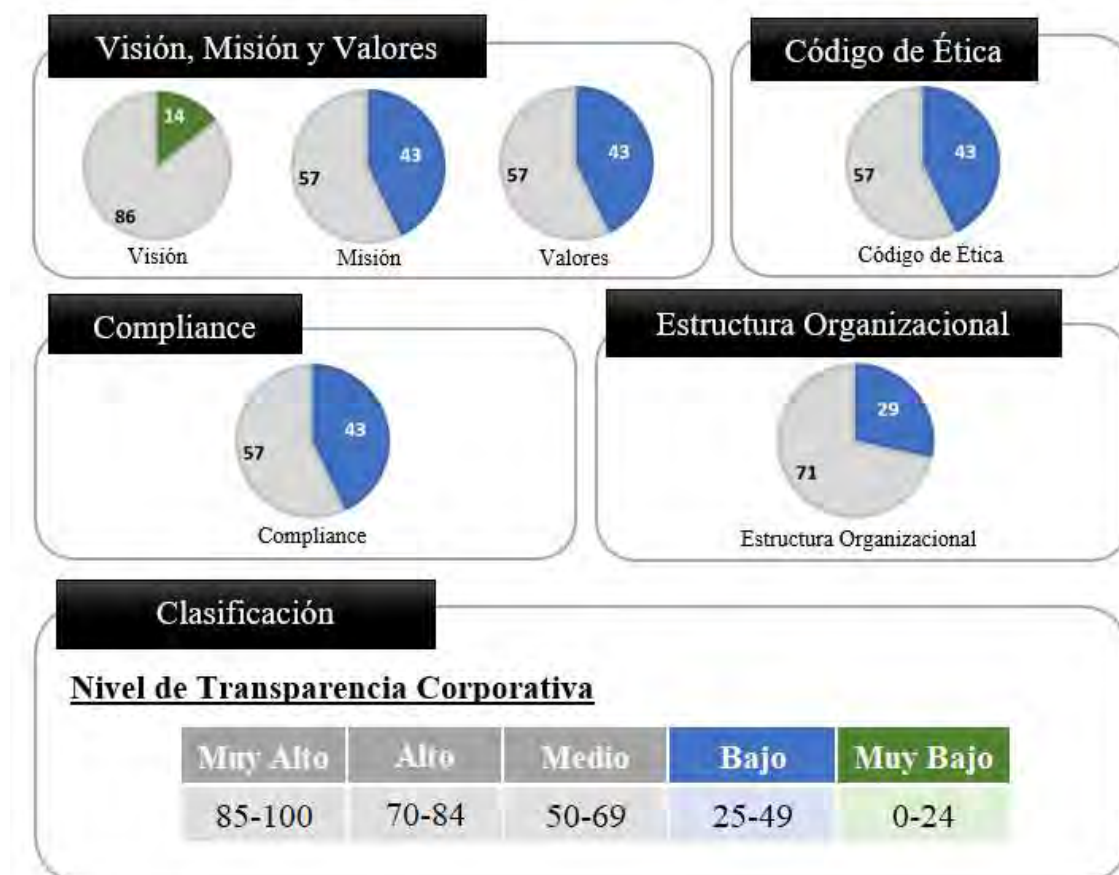 Visión, Misión y Valores
Código de Ética
14
86
Visión
43
57
Misión
43
57
Valores
43
57
Código de Ética
Compliance
Estructura Organizacional
43
57
Compliance
29
71
Estructura Organizacional
Clasificación
Nivel de Transparencia Corporativa
Muy Alto Alto Medio Bajo Muy Bajo
85-100 70-84 50-69 25-49 0-24